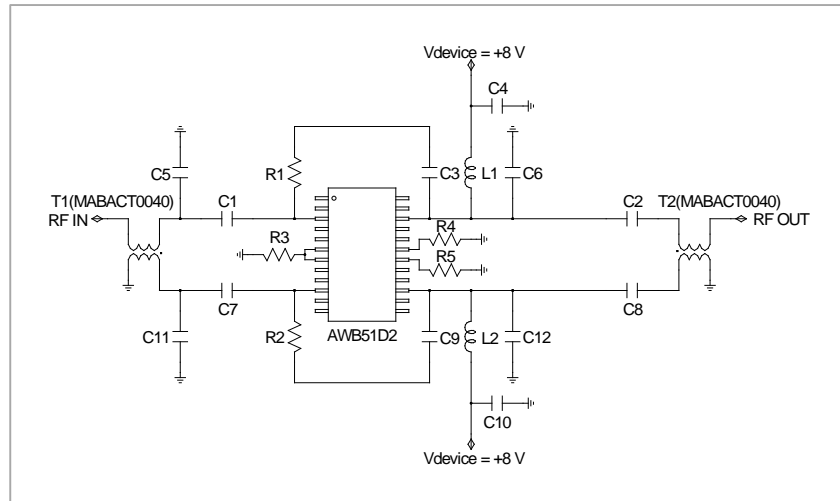 Vdevice = +8 V
C4
C5
R1
C3
L1
C6
T1(MABACT0040)
C1
C2
T2(MABACT0040)
RF IN
RF OUT
R3
R4
R5
C7
C8
C11
R2
AWB51D2
C9
L2
C12
C10
Vdevice = +8 V